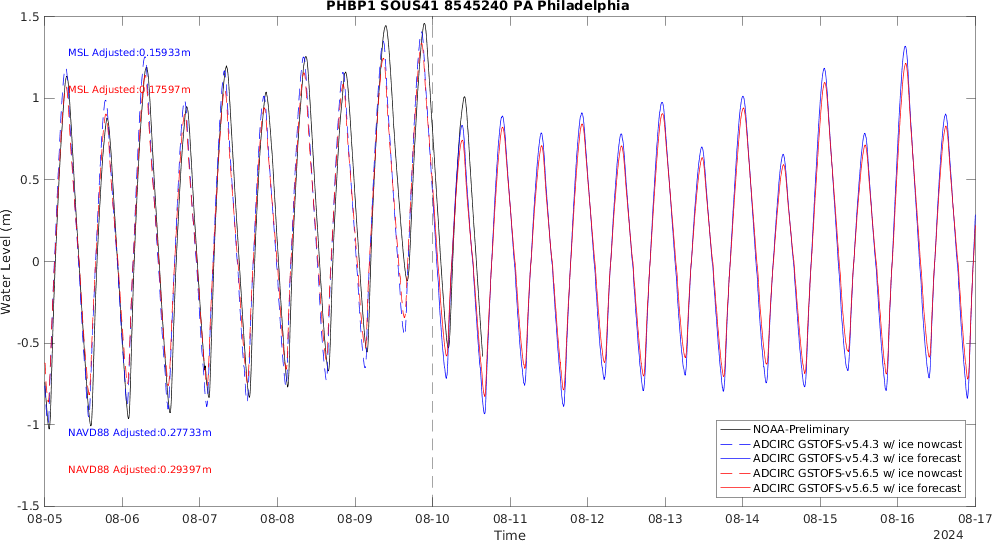 PHBP1 SOUS41 8545240 PA Philadelphia
1.5
MSL Adjusted:0.15933m
MSL Adjusted:0.17597m
1
0.5
Water Level (m)
0
-0.5
-1
NAVD88 Adjusted:0.27733m
NAVD88 Adjusted:0.29397m
NOAA-Preliminary
ADCIRC GSTOFS-v5.4.3 w/ ice nowcast
ADCIRC GSTOFS-v5.4.3 w/ ice forecast
ADCIRC GSTOFS-v5.6.5 w/ ice nowcast
ADCIRC GSTOFS-v5.6.5 w/ ice forecast
-1.5
08-05 08-06 08-07 08-08 08-09 08-10 08-11 08-12 08-13 08-14 08-15 08-16 08-17
Time
2024